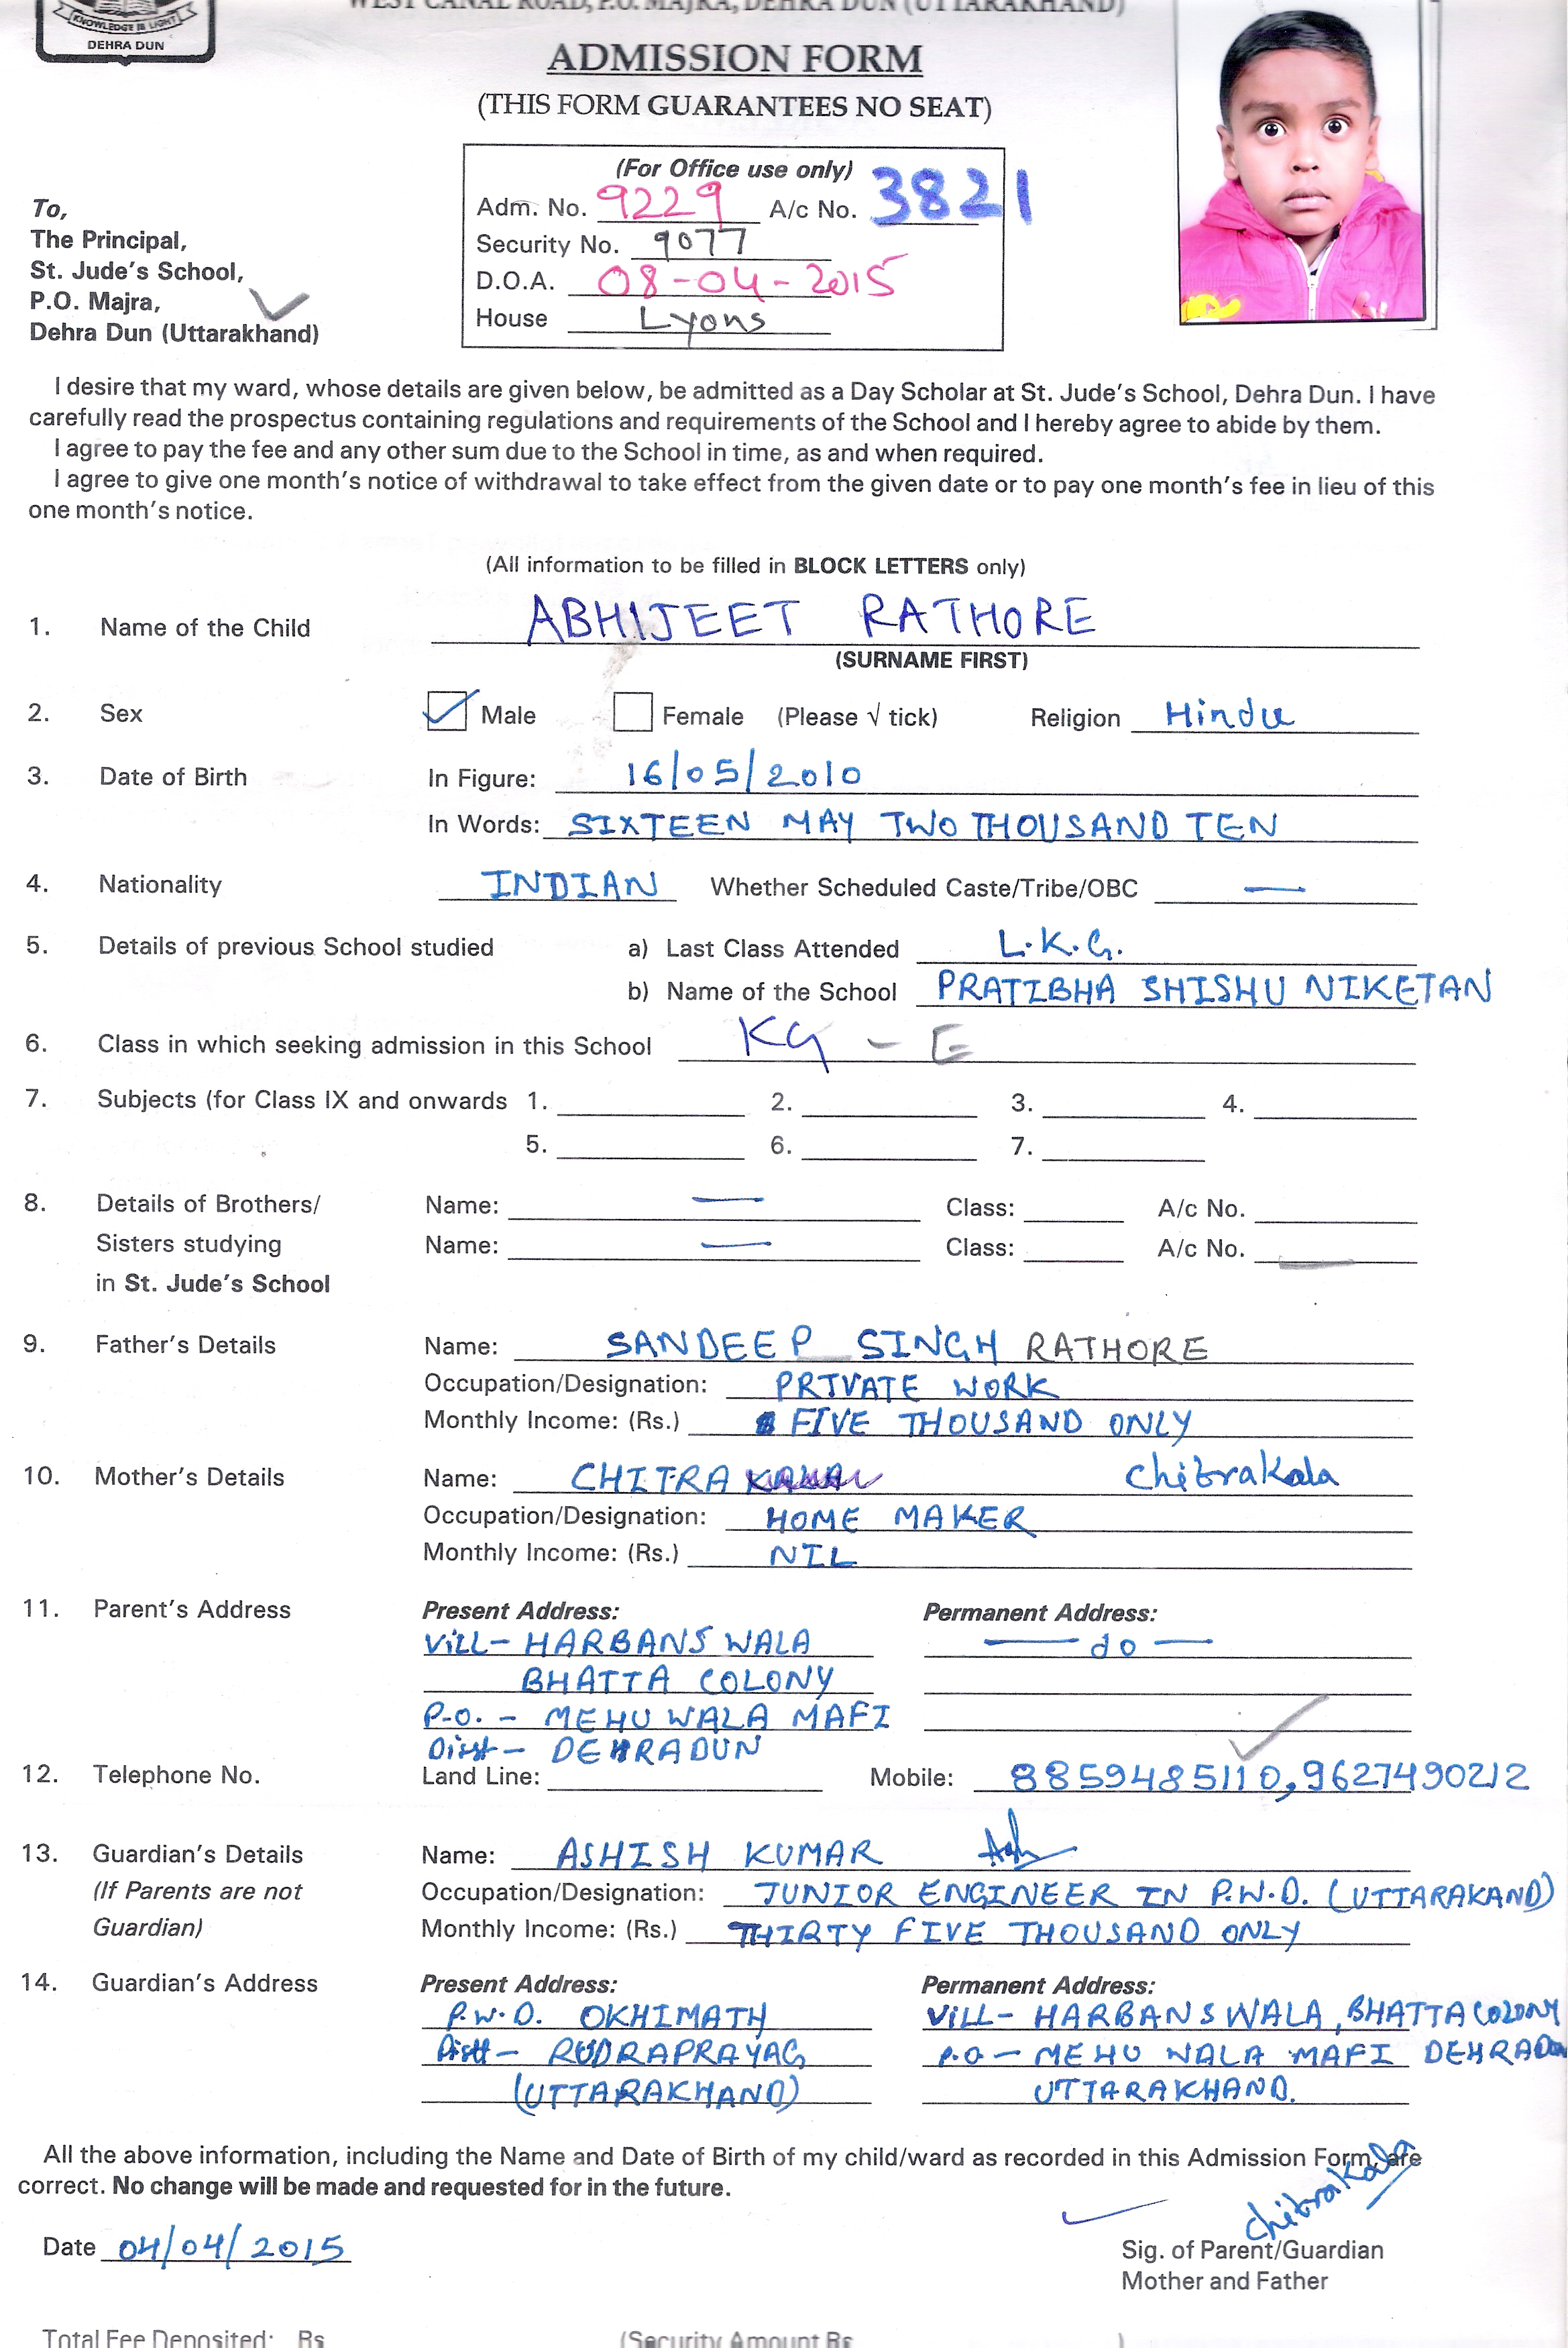 WEST CANAL ROAD, P.O. MAJRA, DEHRA DUN (UTTARAKHAND)
KNOWLEDGE IS LIGHT
DEHRA DUN
ADMISSION FORM
(THIS FORM GUARANTEES NO SEAT)
(For Office use only)
Adm. No. 9229 A/c No. 3821
Security No. 9077
D.O.A. 08-04-2015
House Lyons
To,
The Principal,
St. Jude's School,
P.O. Majra,
Dehra Dun (Uttarakhand)
I desire that my ward, whose details are given below, be admitted as a Day Scholar at St. Jude's School, Dehra Dun. I have
carefully read the prospectus containing regulations and requirements of the School and I hereby agree to abide by them.
I agree to pay the fee and any other sum due to the School in time, as and when required.
I agree to give one month's notice of withdrawal to take effect from the given date or to pay one month's fee in lieu of this
one month's notice.
(All information to be filled in BLOCK LETTERS only)
1. Name of the Child ABHIJEET RATHORE
(SURNAME FIRST)
2. Sex Male Female (Please √ tick) Religion Hindu
3. Date of Birth In Figure: 16/05/2010
In Words: SIXTEEN MAY TWO THOUSAND TEN
4. Nationality INDIAN Whether Scheduled Caste/Tribe/OBC —
5. Details of previous School studied a) Last Class Attended L.K.G.
b) Name of the School PRATIBHA SHISHU NIKETAN
6. Class in which seeking admission in this School KG - E
7. Subjects (for Class IX and onwards 1. 2. 3. 4.
5. 6. 7.
8. Details of Brothers/ Name: — Class: A/c No.
Sisters studying Name: — Class: A/c No.
in St. Jude's School
9. Father's Details Name: SANDEEP SINGH RATHORE
Occupation/Designation: PRIVATE WORK
Monthly Income: (Rs.) FIVE THOUSAND ONLY
10. Mother's Details Name: CHITRA Chitrakala
Occupation/Designation: HOME MAKER
Monthly Income: (Rs.) NIL
11. Parent's Address Present Address: Permanent Address:
Vill- HARBANS WALA — do —
BHATTA COLONY
P.O. - MEHU WALA MAFI
Distt- DEHRADUN
12. Telephone No. Land Line: Mobile: 8859485110, 9627490212
13. Guardian's Details Name: ASHISH KUMAR
(If Parents are not Occupation/Designation: JUNIOR ENGINEER IN P.W.D. (UTTARAKAND)
Guardian) Monthly Income: (Rs.) THIRTY FIVE THOUSAND ONLY
14. Guardian's Address Present Address: Permanent Address:
P.W.D. OKHIMATH Vill- HARBANS WALA, BHATTA COLONY
Distt- RUDRAPRAYAG P.O - MEHU WALA MAFI DEHRADUN
(UTTARAKHAND) UTTARAKHAND.
All the above information, including the Name and Date of Birth of my child/ward as recorded in this Admission Form, are
correct. No change will be made and requested for in the future.
Chitrakala
Date 04/04/2015
Sig. of Parent/Guardian
Mother and Father
Total Fee Deposited: Rs (Security Amount Rs )